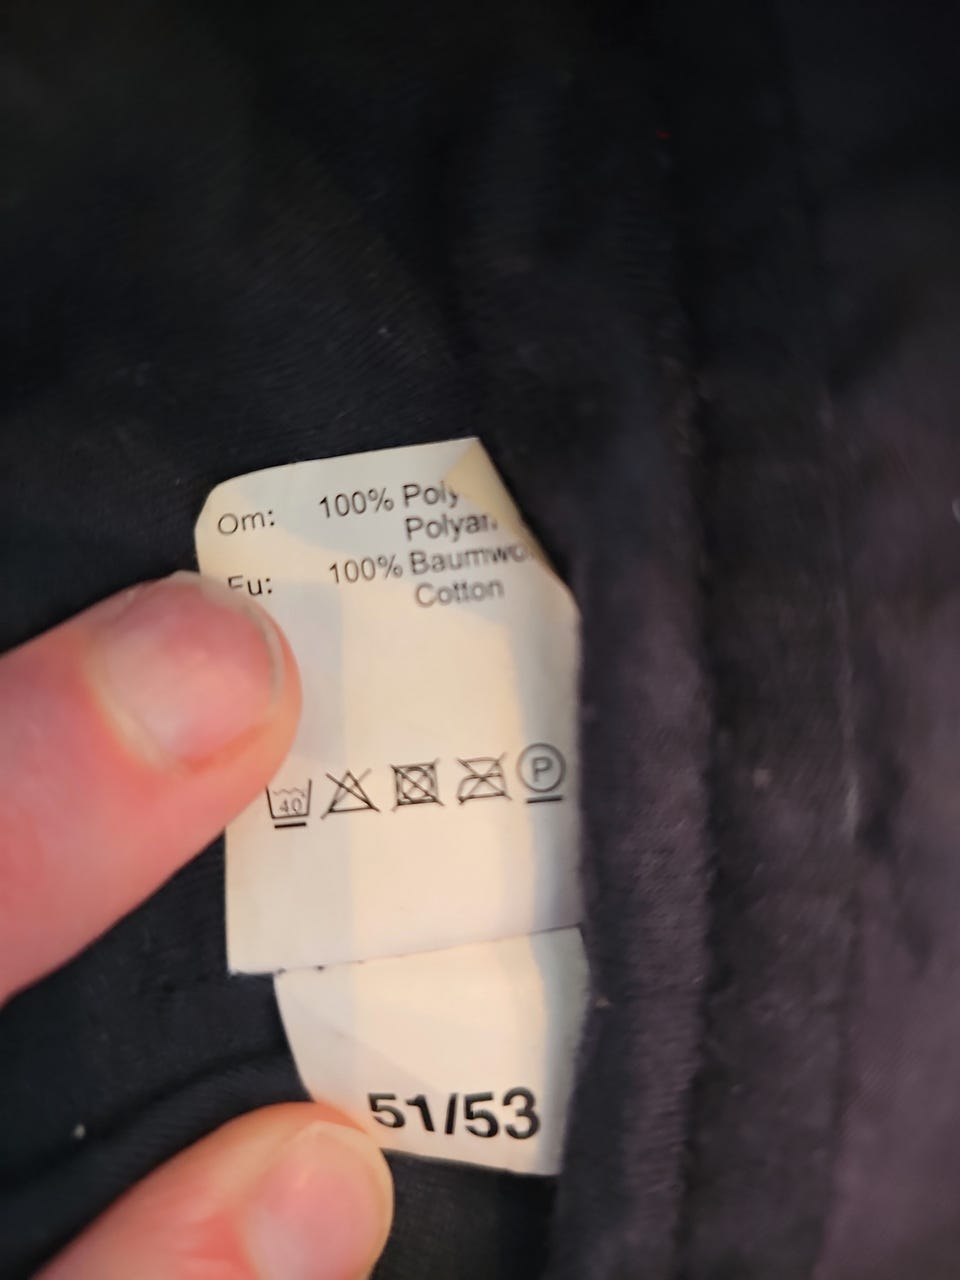 Om: 100% Poly
Polyam
Fu: 100% Baumwo
Cotton
40 P
51/53